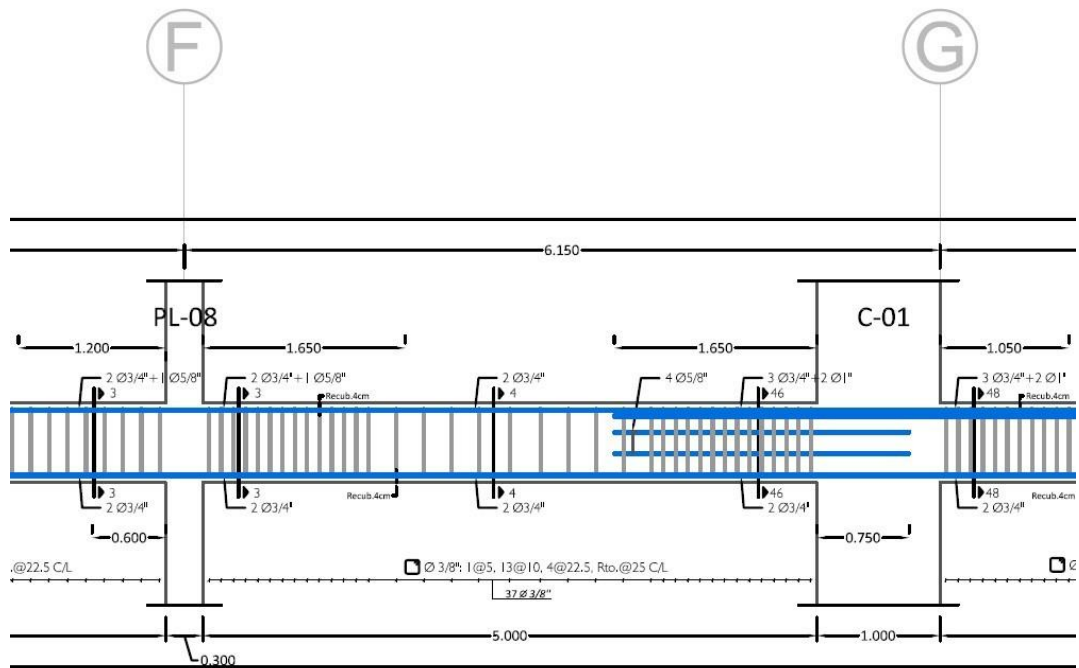 F
G
6.150
PL-08
C-01
1.200
1.650
1.650
1.050
2 Ø3/4"+1 Ø5/8"
2 Ø3/4"+1 Ø5/8"
2 Ø3/4"
4 Ø5/8"
3 Ø3/4"+2 Ø1"
3 Ø3/4"+2 Ø1"
3
3
4
46
48
Recub.4cm
Recub.4cm
Recub.4cm
Recub.4cm
3
3
4
46
48
2 Ø3/4"
2 Ø3/4"
2 Ø3/4"
2 Ø3/4"
2 Ø3/4"
0.600
0.750
.@22.5 C/L
Ø 3/8": 1@5, 13@10, 4@22.5, Rto.@25 C/L
Ø
37 Ø 3/8"
5.000
1.000
0.300